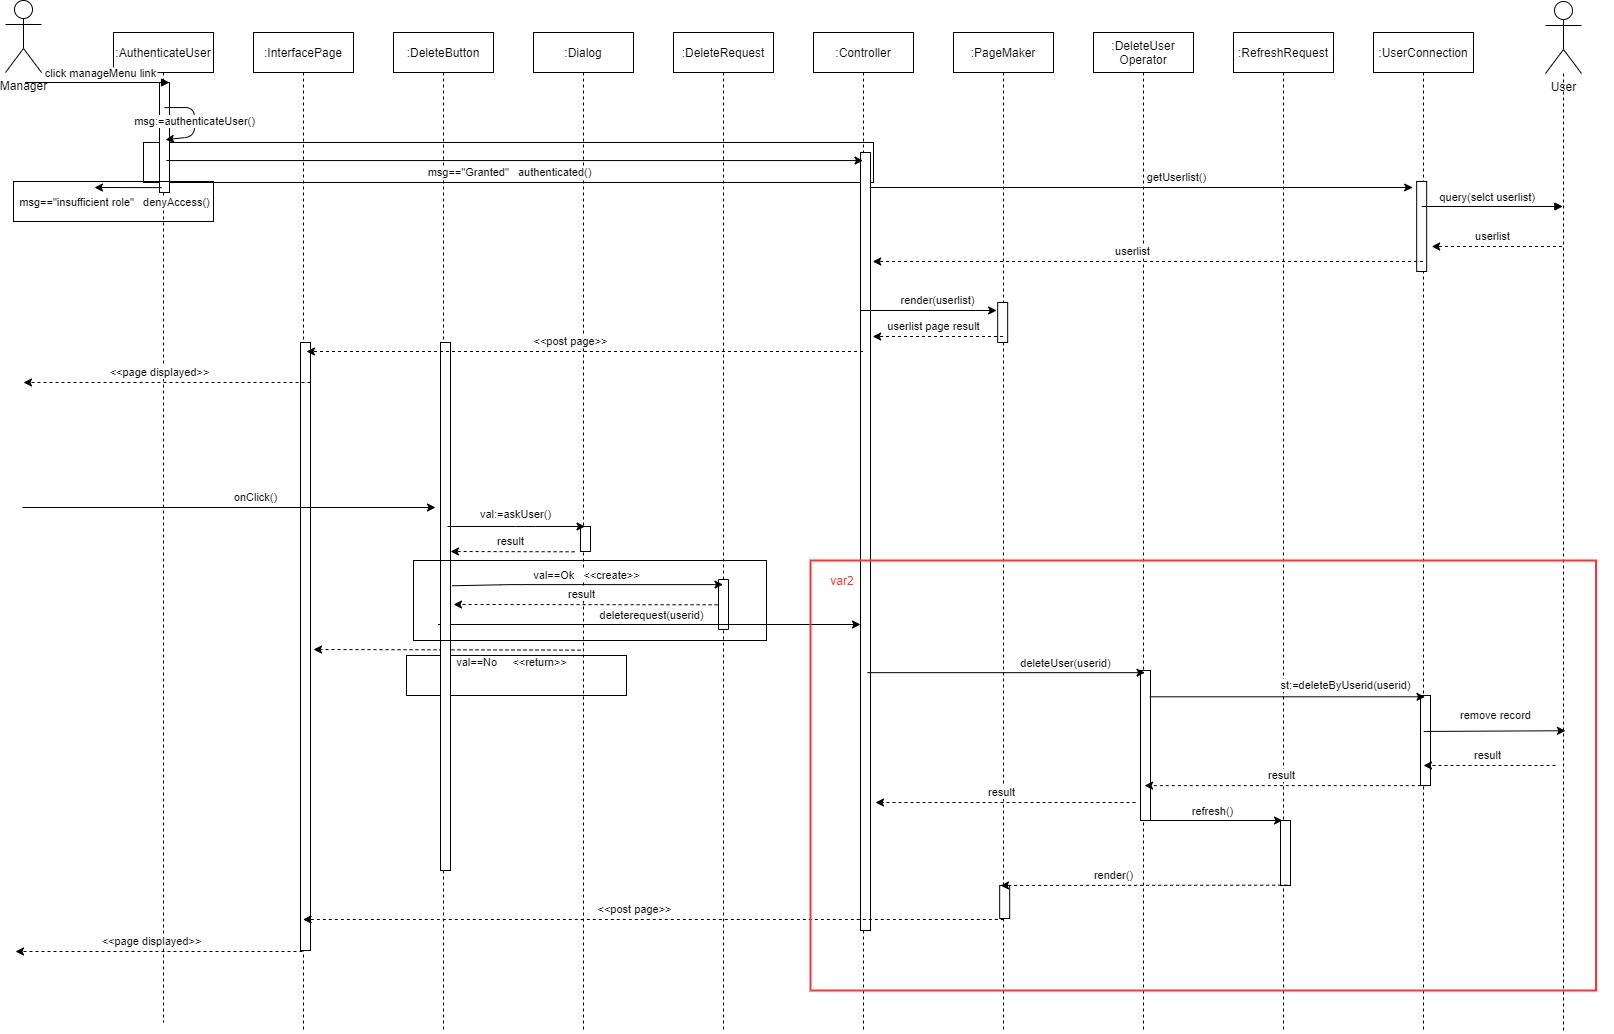 :AuthenticateUser
:InterfacePage
:DeleteButton
:Dialog
:DeleteRequest
:Controller
:PageMaker
:DeleteUser
Operator
:RefreshRequest
:UserConnection
click manageMenu link
Manager
User
msg:=authenticateUser()
msg=="Granted" authenticated()
getUserlist()
msg=="insufficient role" denyAccess()
query(selct userlist)
userlist
userlist
render(userlist)
userlist page result
<<post page>>
<<page displayed>>
onClick()
val:=askUser()
result
val==Ok <<create>>
var2
result
deleterequest(userid)
val==No <<return>>
deleteUser(userid)
st:=deleteByUserid(userid)
remove record
result
result
result
refresh()
render()
<<post page>>
<<page displayed>>